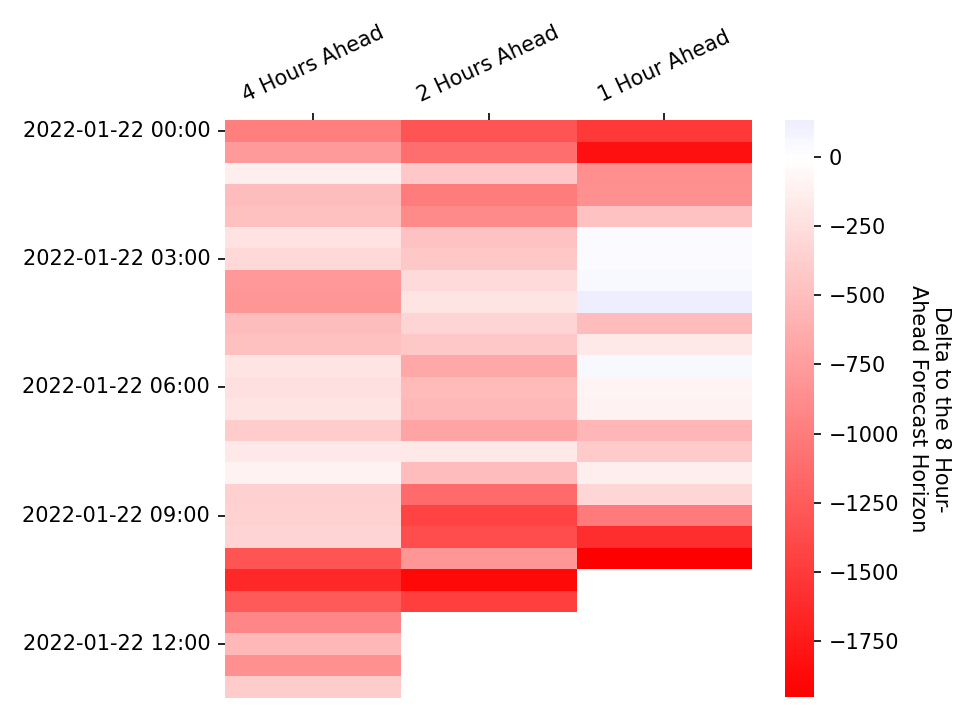 4 Hours Ahead
2 Hours Ahead
1 Hour Ahead
2022-01-22 00:00
2022-01-22 03:00
2022-01-22 06:00
2022-01-22 09:00
2022-01-22 12:00
0
−250
−500
−750
−1000
−1250
−1500
−1750
Delta to the 8 Hour-
Ahead Forecast Horizon